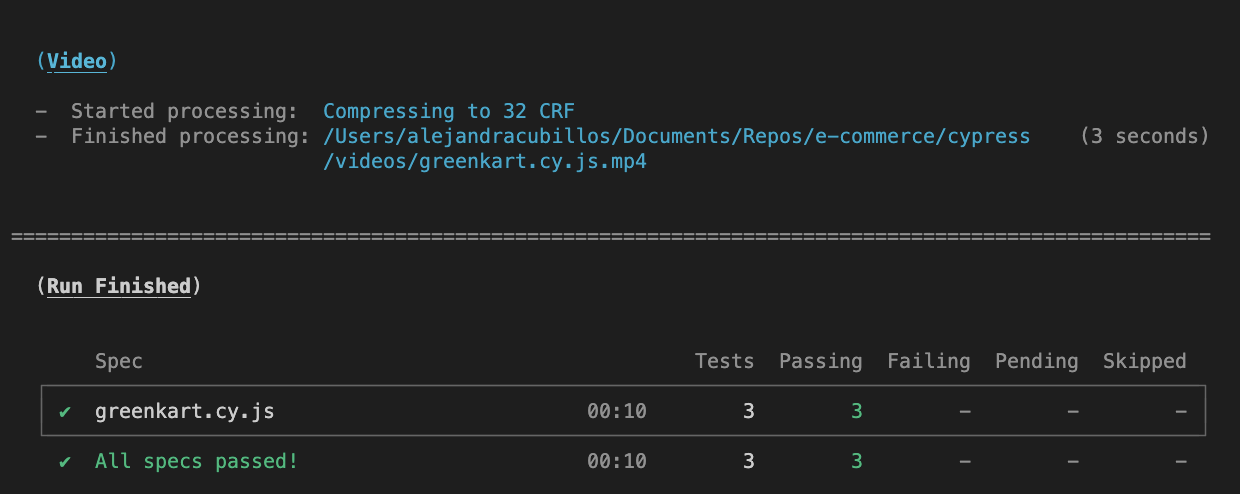 (Video)
–  Started processing:  Compressing to 32 CRF
–  Finished processing: /Users/alejandracubillos/Documents/Repos/e-commerce/cypress    (3 seconds)
/videos/greenkart.cy.js.mp4
====================================================================================================
(Run Finished)
Spec    Tests  Passing  Failing  Pending  Skipped
✔  greenkart.cy.js    00:10    3    3    –    –    –
✔  All specs passed!    00:10    3    3    –    –    –